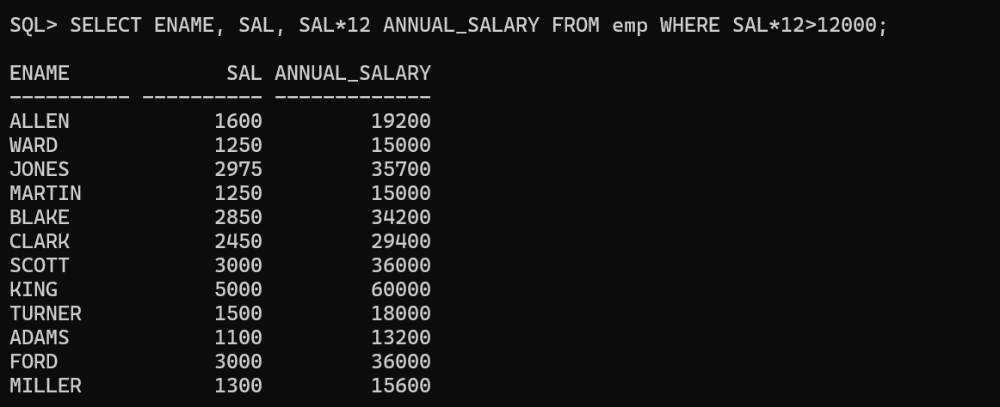 SQL> SELECT ENAME, SAL, SAL*12 ANNUAL_SALARY FROM emp WHERE SAL*12>12000;
ENAME             SAL ANNUAL_SALARY
---------- ---------- -------------
ALLEN            1600         19200
WARD             1250         15000
JONES            2975         35700
MARTIN           1250         15000
BLAKE            2850         34200
CLARK            2450         29400
SCOTT            3000         36000
KING             5000         60000
TURNER           1500         18000
ADAMS            1100         13200
FORD             3000         36000
MILLER           1300         15600